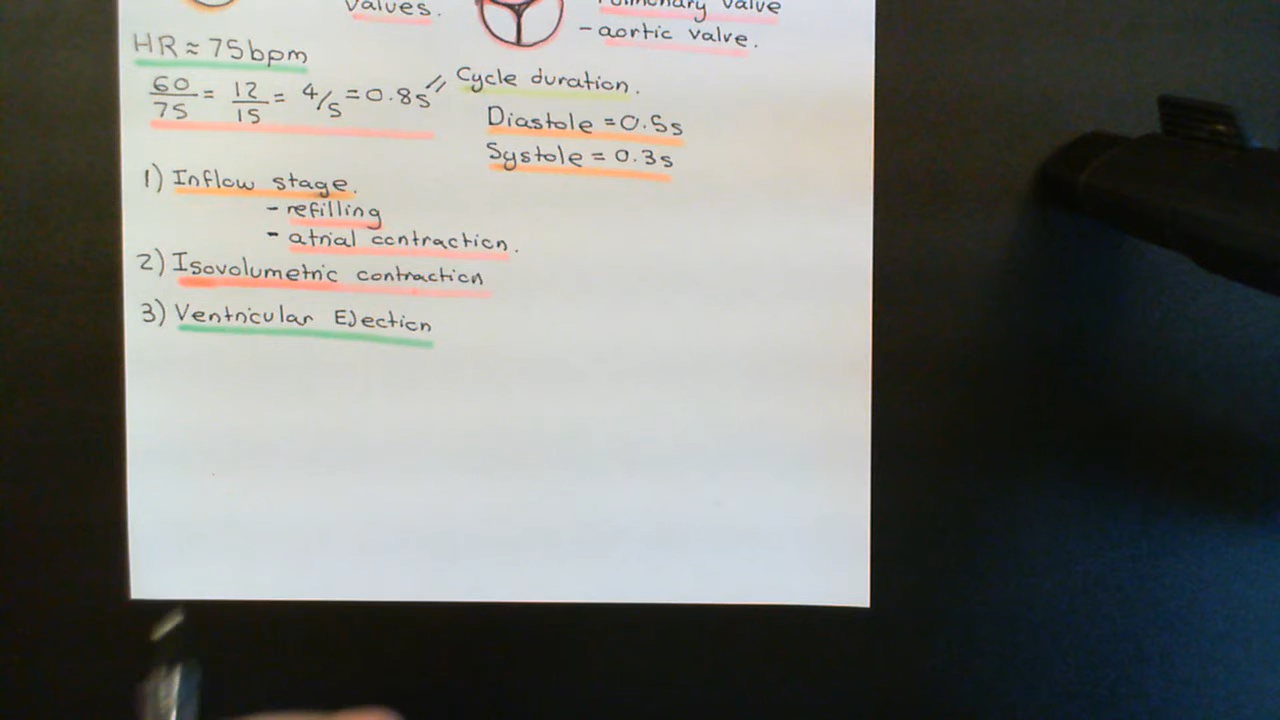 valves.
Pulmonary valve
- aortic valve.
HR ≈ 75bpm
60/75 = 12/15 = 4/5 = 0.8s // Cycle duration.
Diastole = 0.5s
Systole = 0.3s
1) Inflow stage.
- refilling
- atrial contraction.
2) Isovolumetric contraction
3) Ventricular Ejection